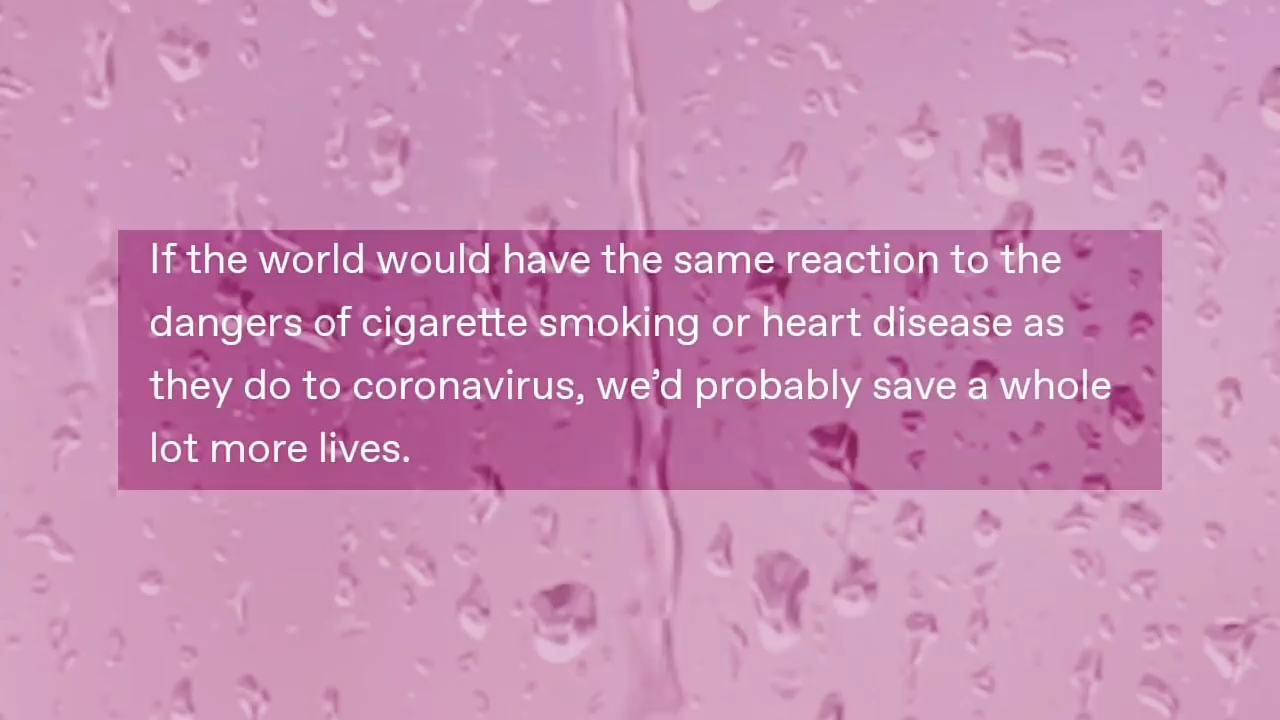 If the world would have the same reaction to the
dangers of cigarette smoking or heart disease as
they do to coronavirus, we’d probably save a whole
lot more lives.